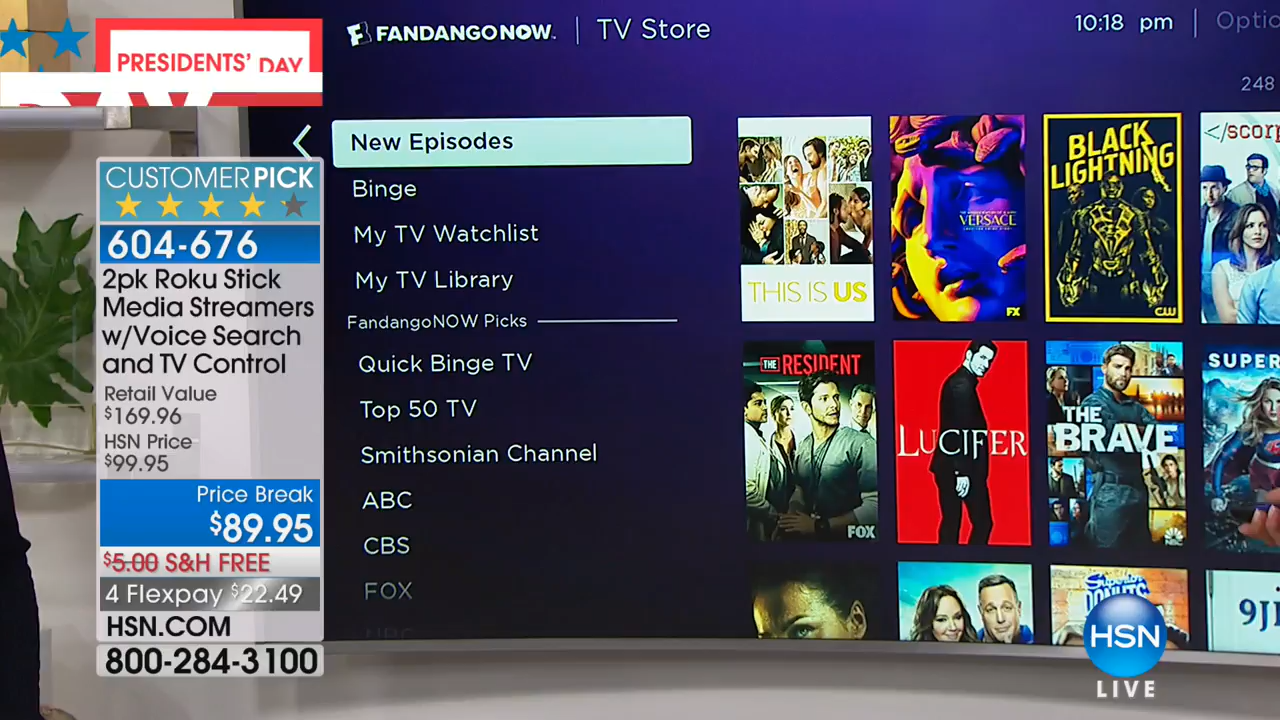 PRESIDENTS' DAY
CUSTOMER PICK
604-676
2pk Roku Stick
Media Streamers
w/Voice Search
and TV Control
Retail Value
$169.96
HSN Price
$99.95
Price Break
$89.95
$5.00 S&H FREE
4 Flexpay $22.49
HSN.COM
800-284-3100
FANDANGONOW. | TV Store
10:18 pm
248
New Episodes
Binge
My TV Watchlist
My TV Library
FandangoNOW Picks
Quick Binge TV
Top 50 TV
Smithsonian Channel
ABC
CBS
FOX
THIS IS US
VERSACE
FX
BLACK
LIGHTNING
CW
THE RESIDENT
FOX
LUCIFER
THE
BRAVE
HSN
LIVE